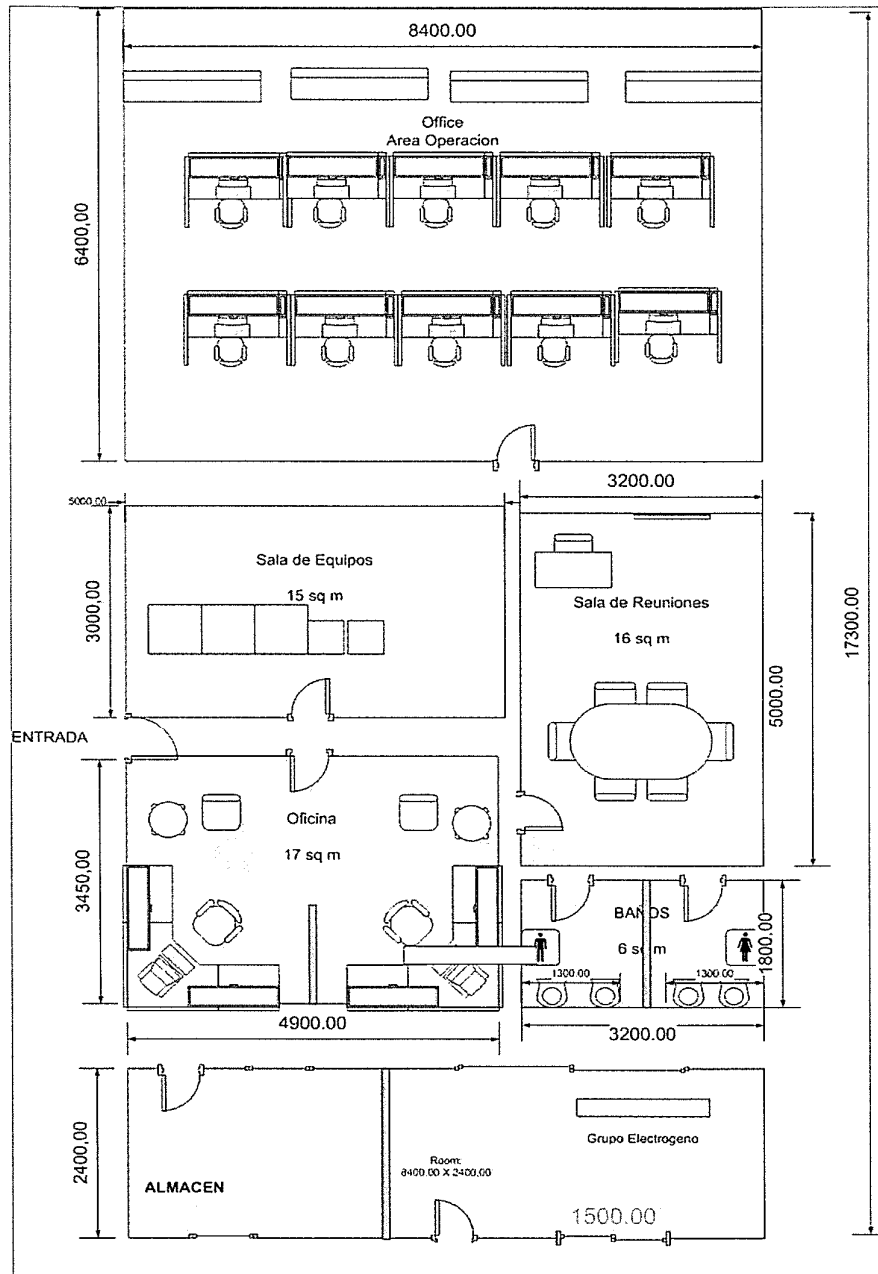 8400.00
Office
Area Operacion
6400,00
3200.00
5000.00
Sala de Equipos
15 sq m
3000,00
Sala de Reuniones
16 sq m
5000.00
17300.00
ENTRADA
Oficina
17 sq m
3450,00
BAÑOS
6 sq m
1800.00
1300.00
1300.00
4900.00
3200.00
2400,00
Grupo Electrogeno
Room:
8400.00 X 2400,00
ALMACEN
1500.00